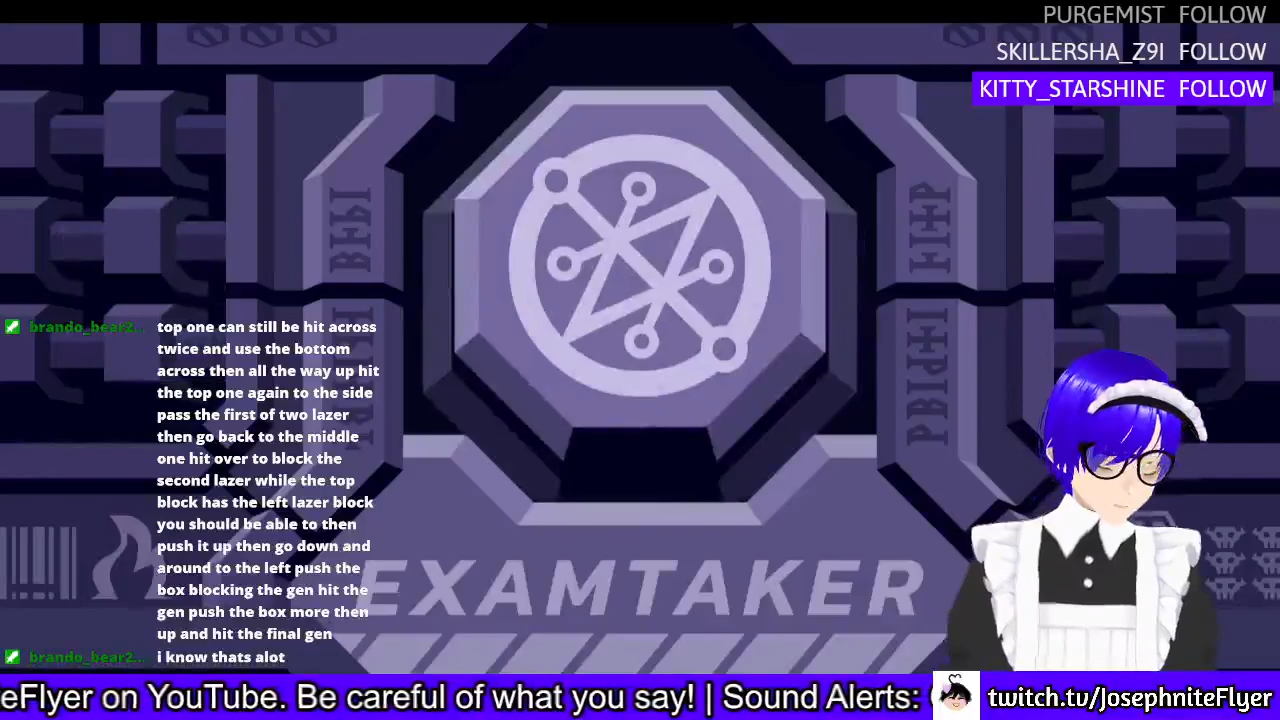 PURGEMIST FOLLOW
SKILLERSHA_Z9I FOLLOW
KITTY_STARSHINE FOLLOW
brando_bear2... top one can still be hit across
twice and use the bottom
across then all the way up hit
the top one again to the side
pass the first of two lazer
then go back to the middle
one hit over to block the
second lazer while the top
block has the left lazer block
you should be able to then
push it up then go down and
around to the left push the
box blocking the gen hit the
gen push the box more then
up and hit the final gen
brando_bear2... i know thats alot
EXAMTAKER
eFlyer on YouTube. Be careful of what you say! | Sound Alerts:
twitch.tv/JosephniteFlyer